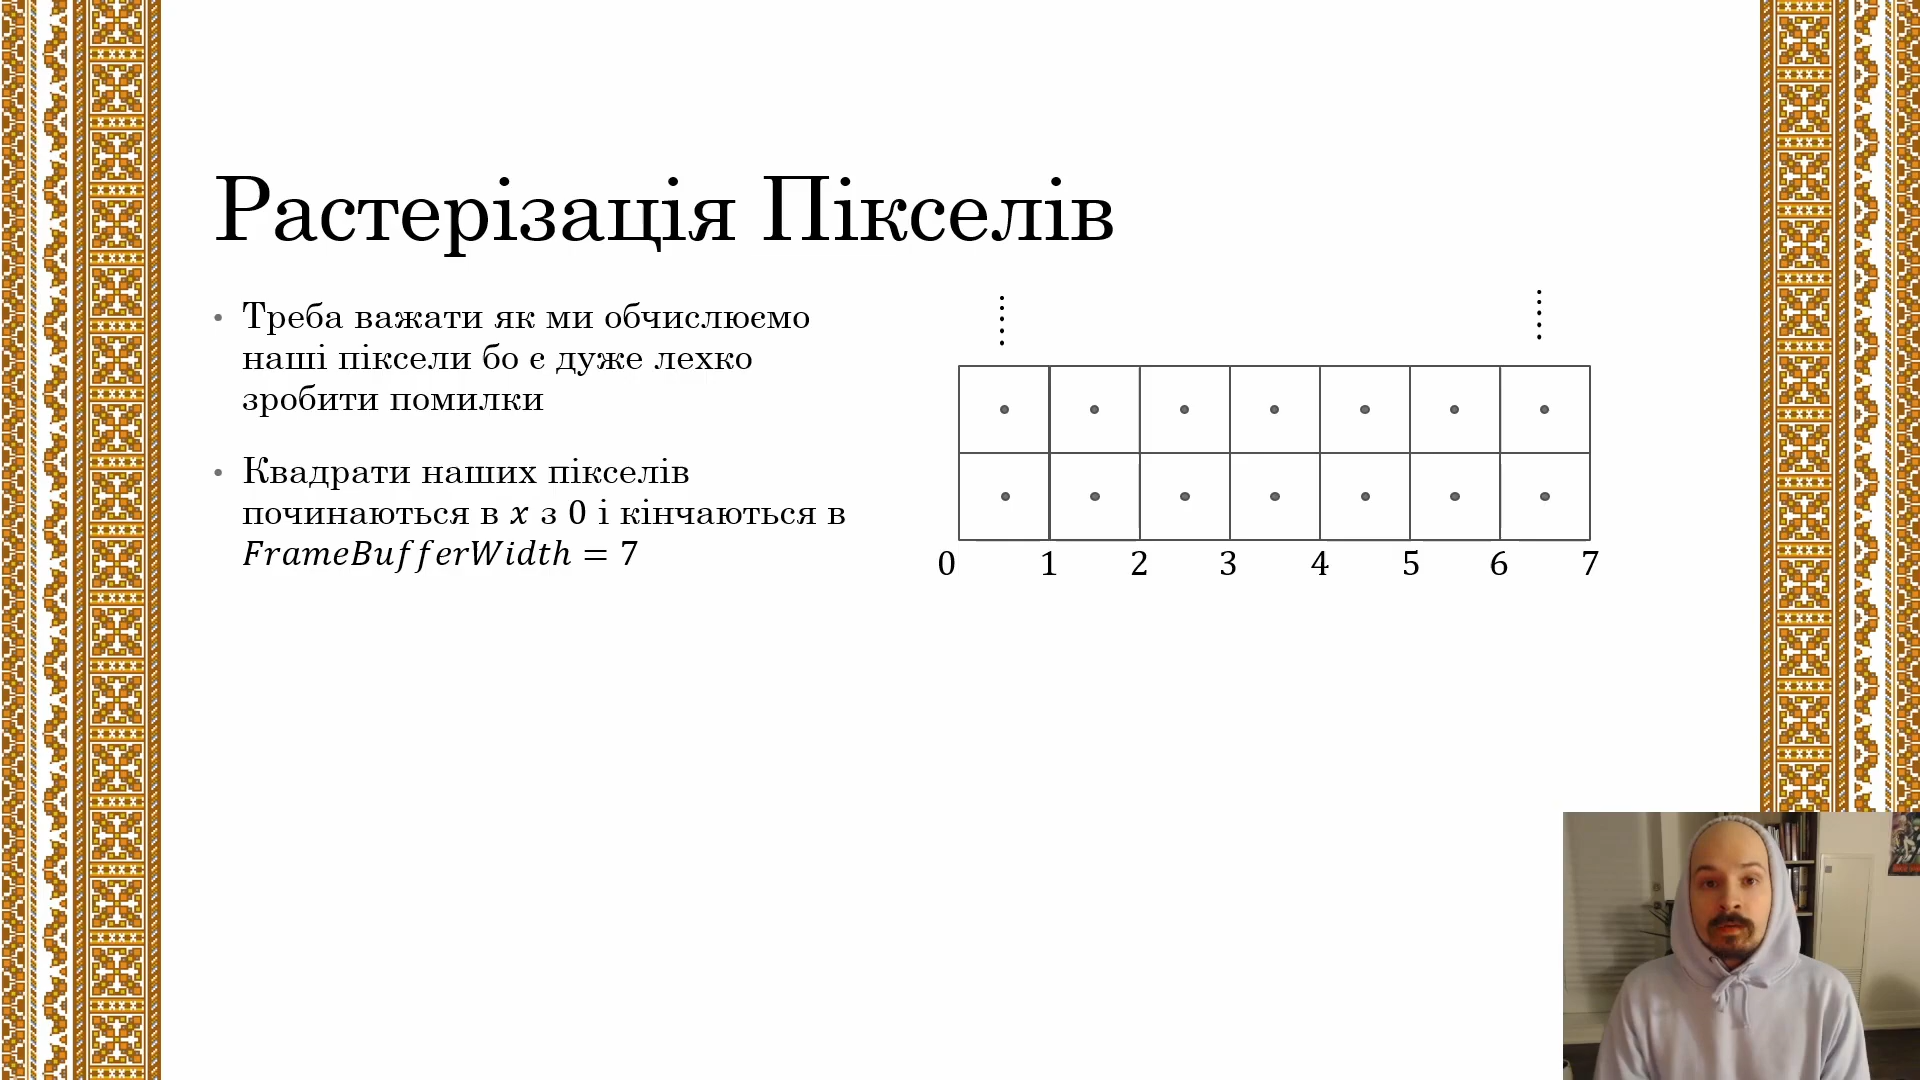 Растерізація Пікселів
• Треба важати як ми обчислюємо
наші піксели бо є дуже лехко
зробити помилки
• Квадрати наших пікселів
починаються в x з 0 і кінчаються в
FrameBufferWidth = 7
0 1 2 3 4 5 6 7